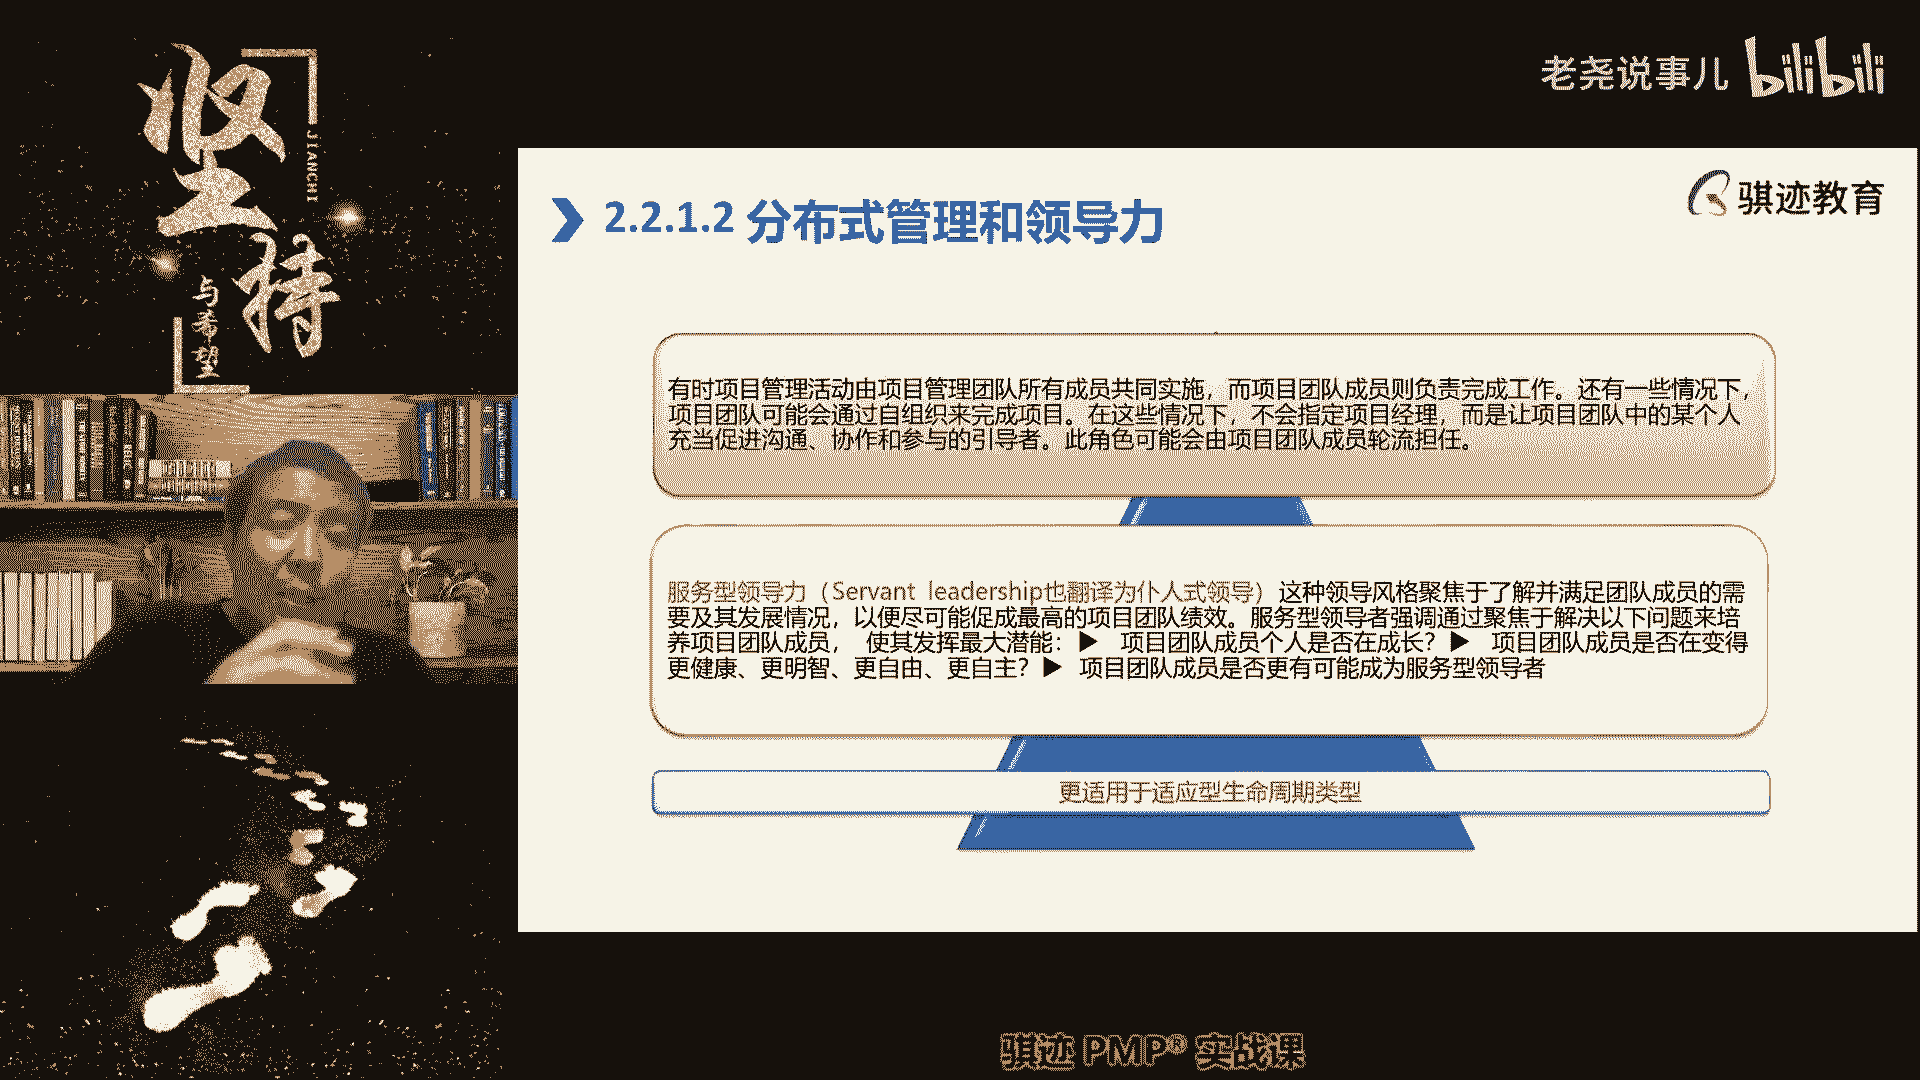 坚
持
JIANCHI
与希望
老尧说事儿 bilibili
骐迹教育
2.2.1.2 分布式管理和领导力
有时项目管理活动由项目管理团队所有成员共同实施，而项目团队成员则负责完成工作。还有一些情况下，
项目团队可能会通过自组织来完成项目。在这些情况下，不会指定项目经理，而是让项目团队中的某个人
充当促进沟通、协作和参与的引导者。此角色可能会由项目团队成员轮流担任。
服务型领导力（Servant leadership也翻译为仆人式领导）这种领导风格聚焦于了解并满足团队成员的需
要及其发展情况，以便尽可能促成最高的项目团队绩效。服务型领导者强调通过聚焦于解决以下问题来培
养项目团队成员， 使其发挥最大潜能：▶ 项目团队成员个人是否在成长？▶ 项目团队成员是否在变得
更健康、更明智、更自由、更自主？▶ 项目团队成员是否更有可能成为服务型领导者
更适用于适应型生命周期类型
骐迹 PMP® 实战课